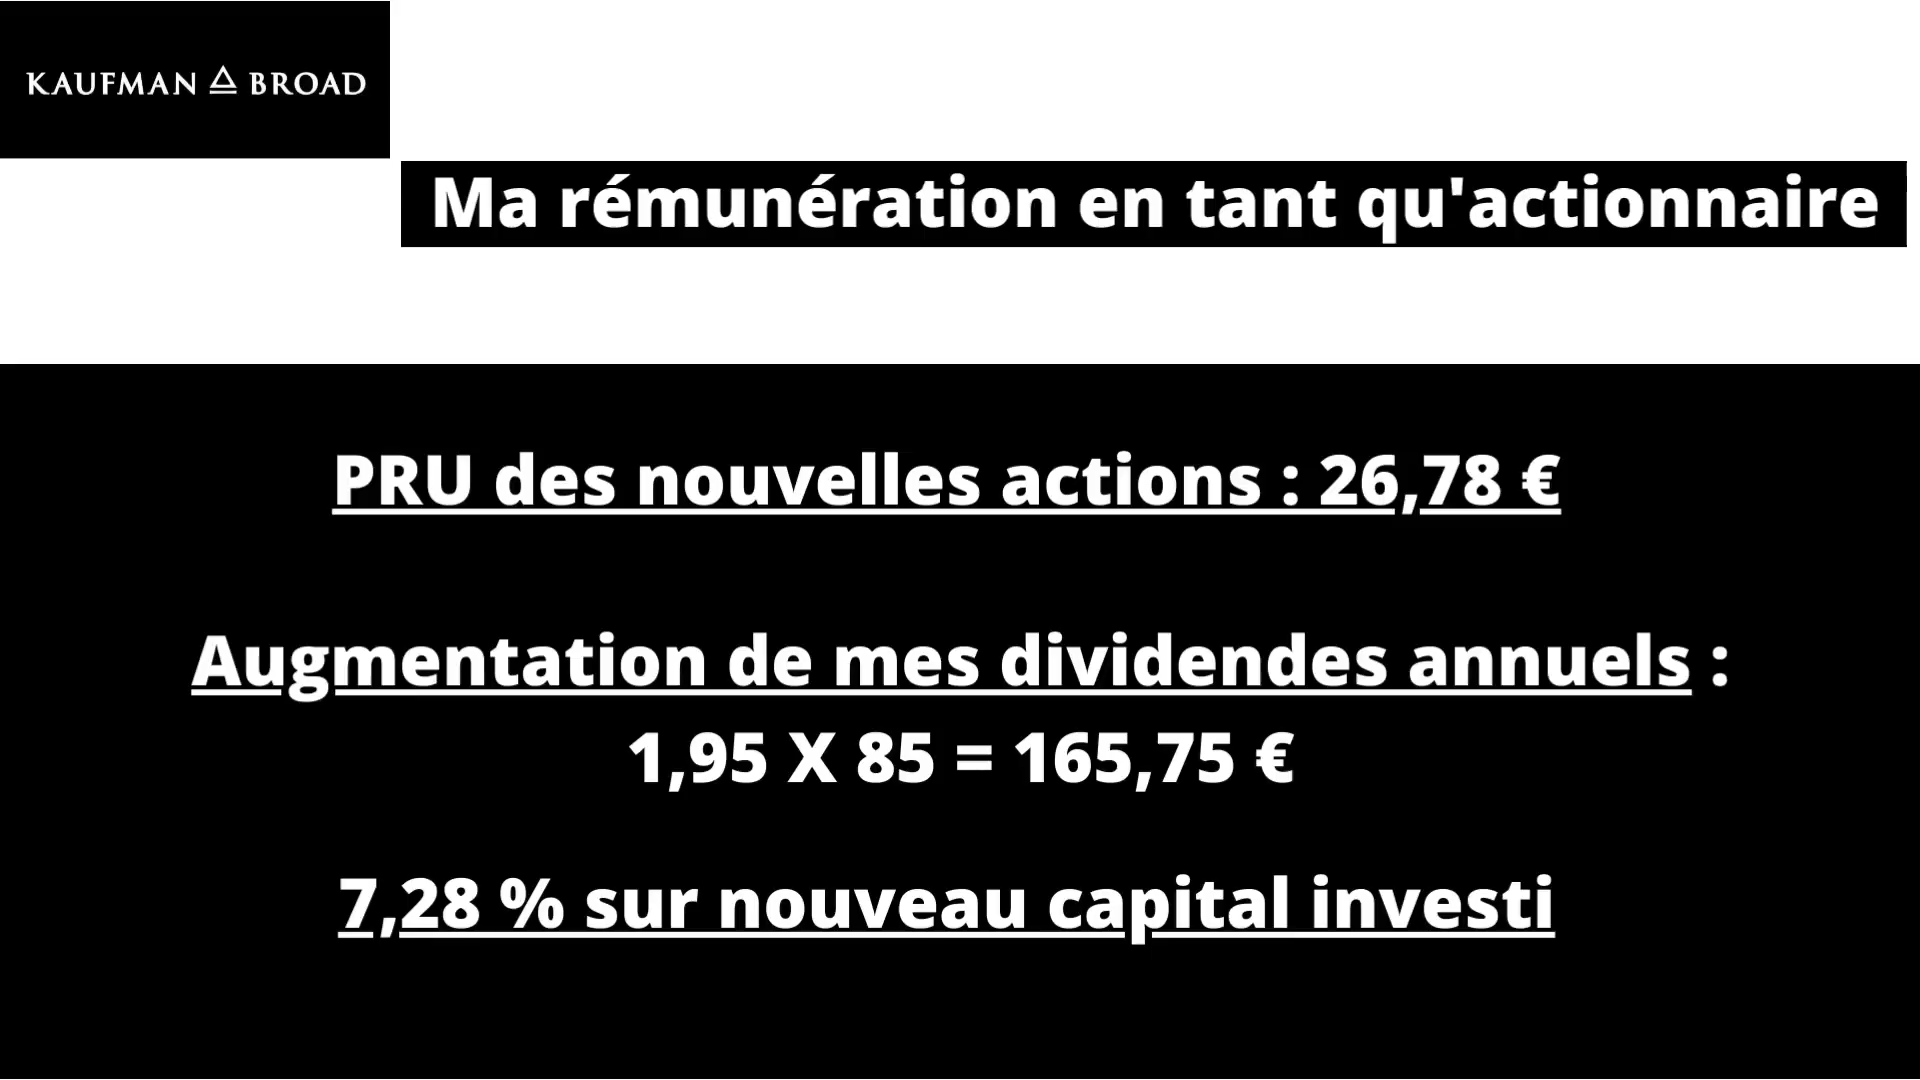 KAUFMAN BROAD
Ma rémunération en tant qu'actionnaire
PRU des nouvelles actions : 26,78 €
Augmentation de mes dividendes annuels :
1,95 X 85 = 165,75 €
7,28 % sur nouveau capital investi